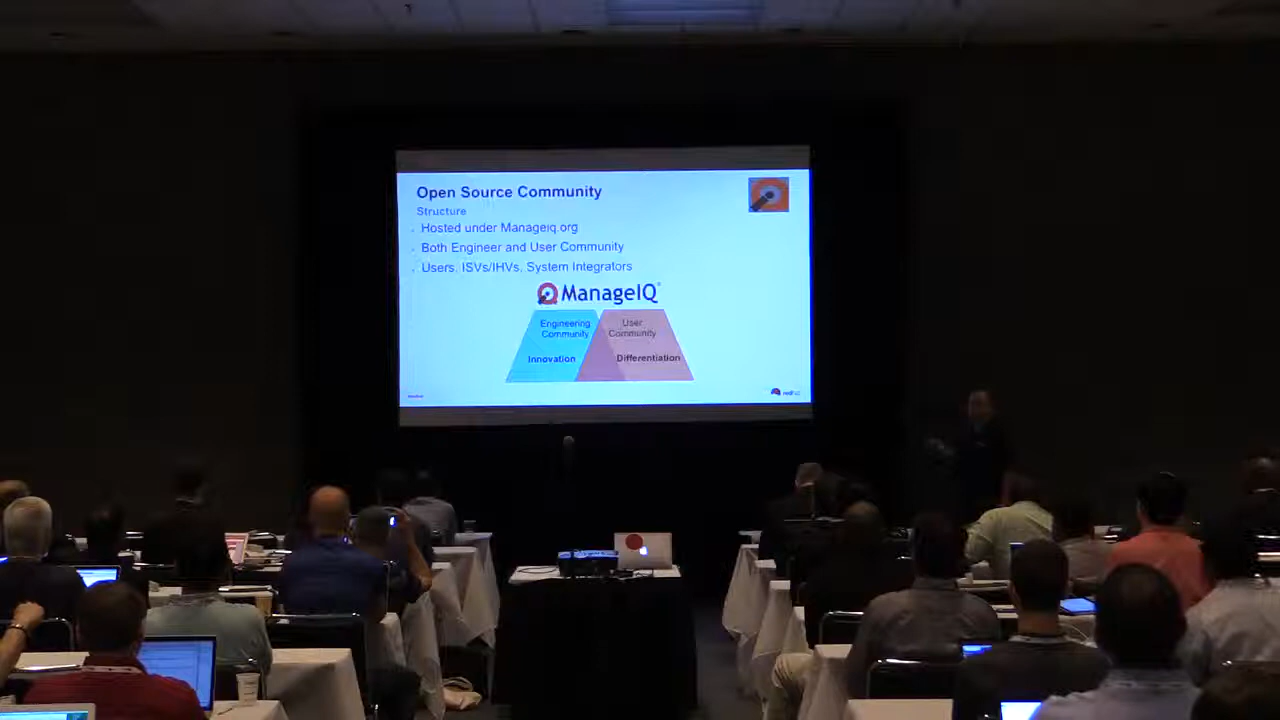 Open Source Community
Structure
Hosted under Manageiq.org
Both Engineer and User Community
Users, ISVs/IHVs, System Integrators
ManageIQ
Engineering
Community
User
Community
Innovation
Differentiation
redhat